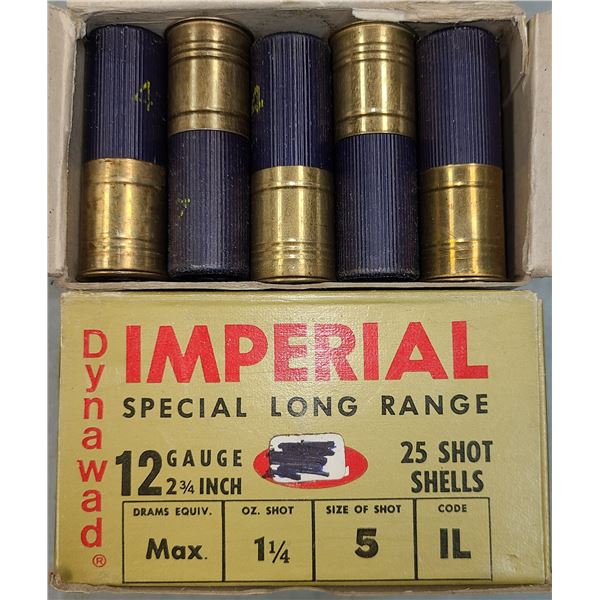 Dynawad®
IMPERIAL
SPECIAL LONG RANGE
12 GAUGE
2¾ INCH
25 SHOT
SHELLS
DRAMS EQUIV. OZ. SHOT SIZE OF SHOT CODE
Max. 1¼ 5 IL